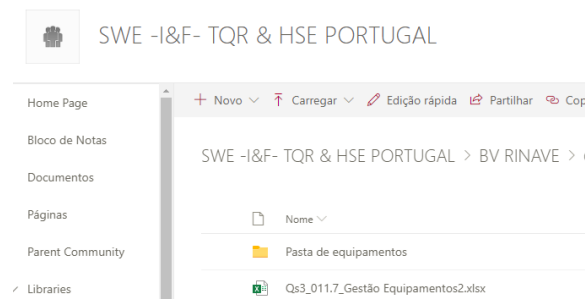 SWE -I&F- TQR & HSE PORTUGAL
Home Page
Bloco de Notas
Documentos
Páginas
Parent Community
Libraries
Novo Carregar Edição rápida Partilhar Cop
SWE -I&F- TQR & HSE PORTUGAL > BV RINAVE >
Nome
Pasta de equipamentos
Qs3_011.7_Gestão Equipamentos2.xlsx